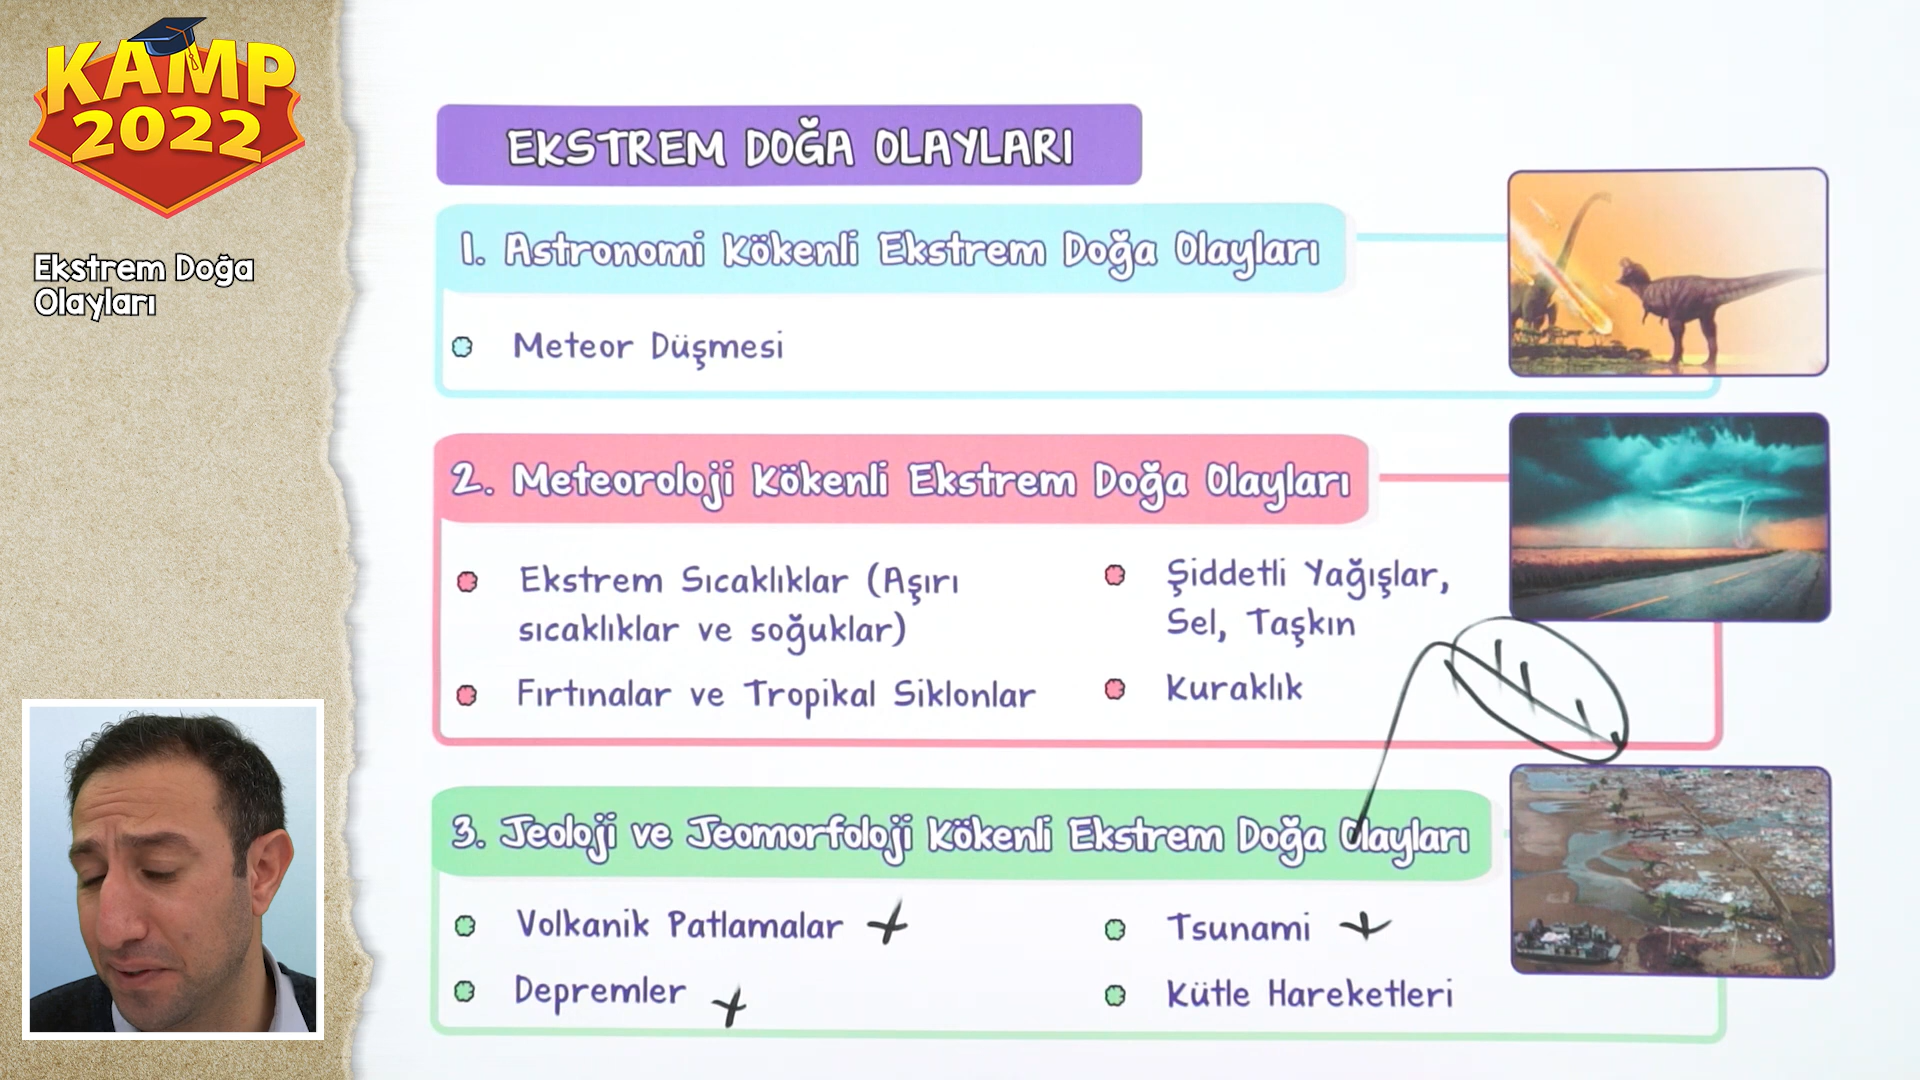 KAMP
2022
Ekstrem Doğa
Olayları
EKSTREM DOĞA OLAYLARI
1. Astronomi Kökenli Ekstrem Doğa Olayları
Meteor Düşmesi
2. Meteoroloji Kökenli Ekstrem Doğa Olayları
Ekstrem Sıcaklıklar (Aşırı
sıcaklıklar ve soğuklar)
Fırtınalar ve Tropikal Siklonlar
Şiddetli Yağışlar,
Sel, Taşkın
Kuraklık
3. Jeoloji ve Jeomorfoloji Kökenli Ekstrem Doğa Olayları
Volkanik Patlamalar +
Depremler +
Tsunami +
Kütle Hareketleri